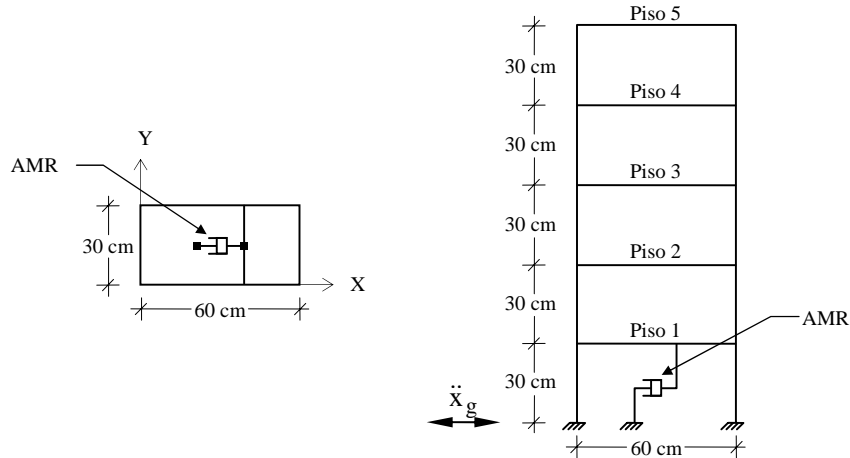 Y
AMR
30 cm
X
60 cm
Piso 5
30 cm
Piso 4
30 cm
Piso 3
30 cm
Piso 2
30 cm
Piso 1
AMR
30 cm
ẍg
60 cm